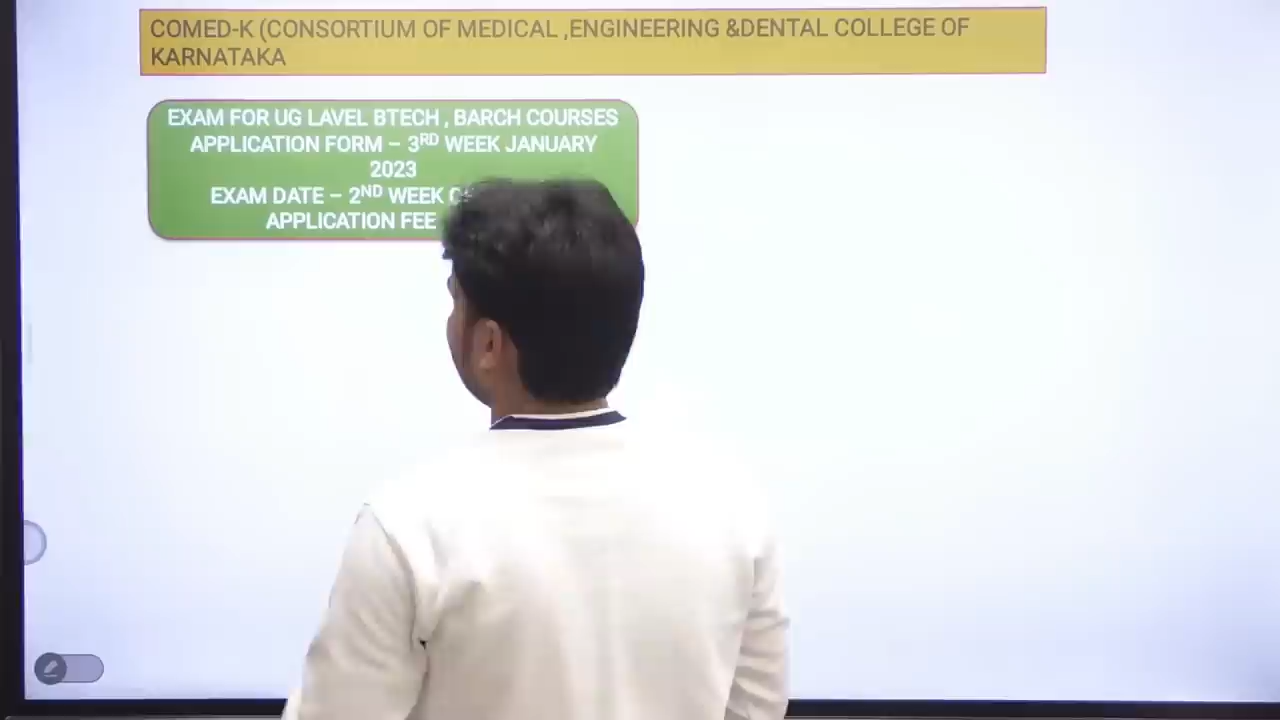 COMED-K (CONSORTIUM OF MEDICAL ,ENGINEERING &DENTAL COLLEGE OF
KARNATAKA
EXAM FOR UG LAVEL BTECH , BARCH COURSES
APPLICATION FORM – 3RD WEEK JANUARY
2023
EXAM DATE – 2ND WEEK
APPLICATION FEE